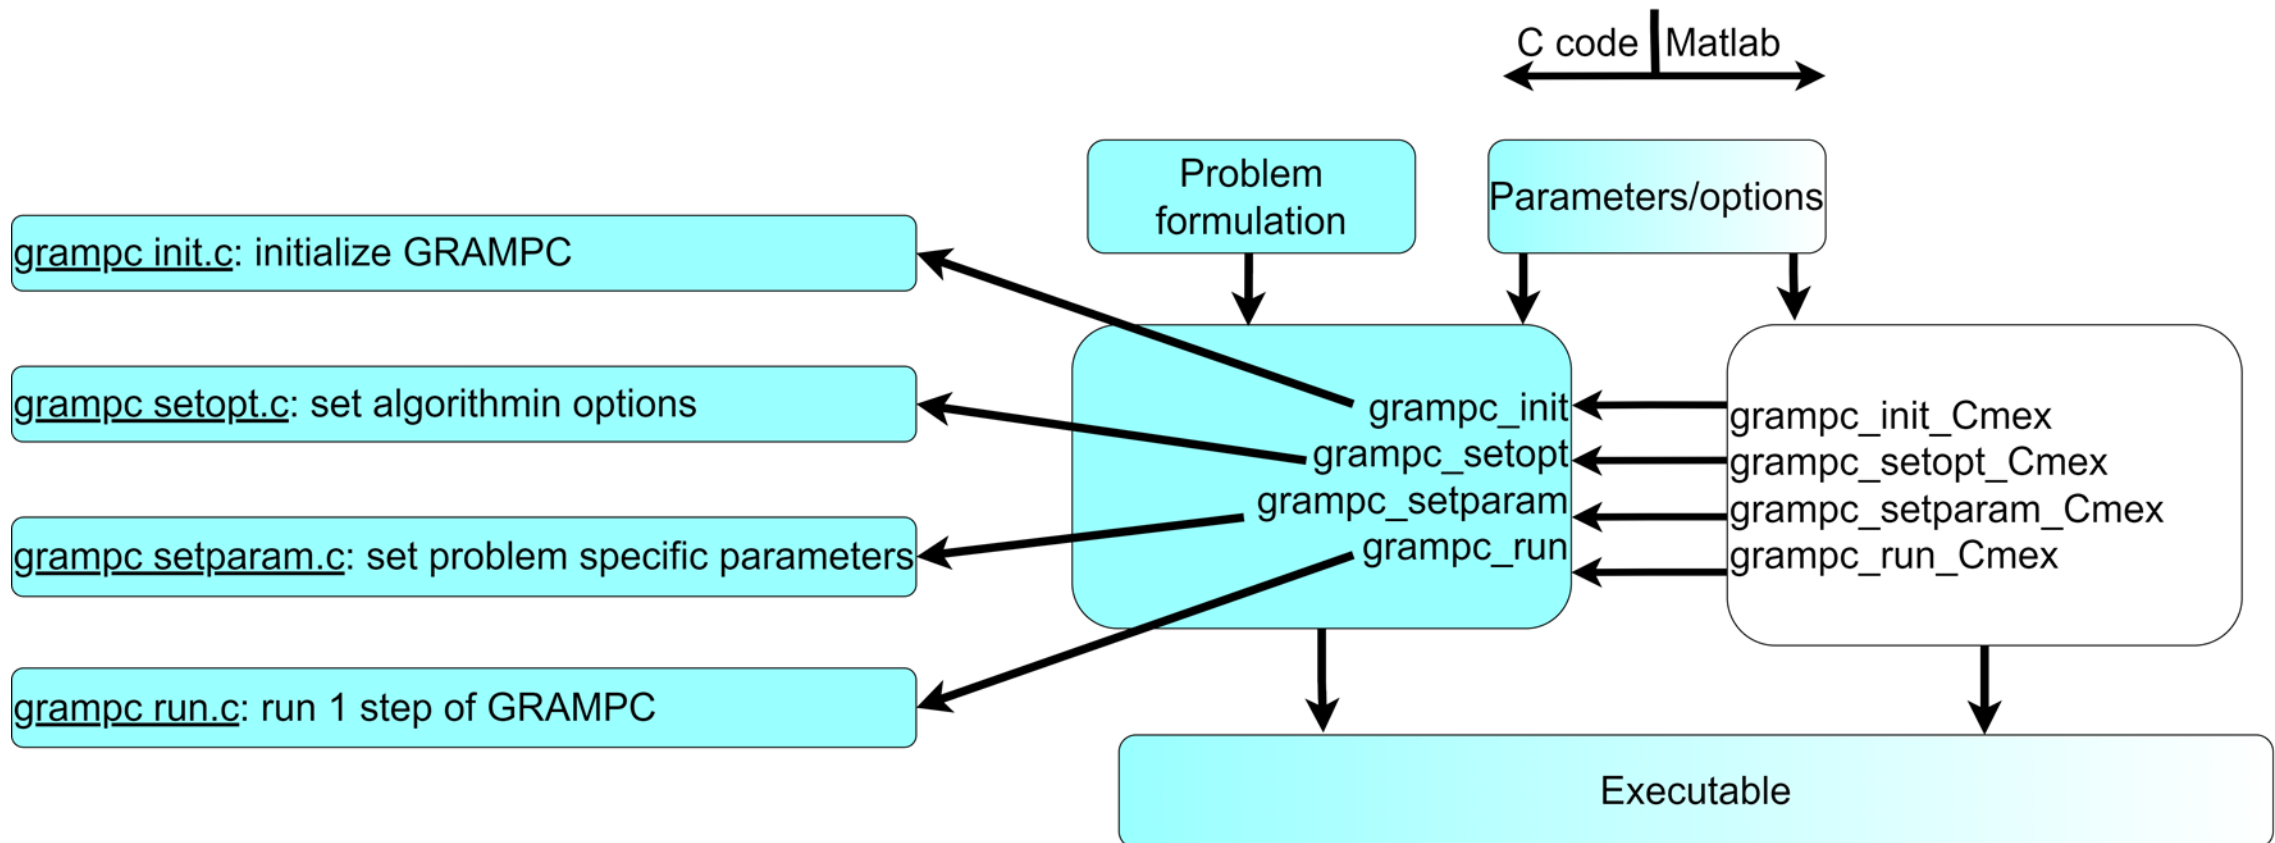 C code
Matlab
Problem
formulation
Parameters/options
grampc init.c: initialize GRAMPC
grampc setopt.c: set algorithmin options
grampc setparam.c: set problem specific parameters
grampc run.c: run 1 step of GRAMPC
grampc_init
grampc_setopt
grampc_setparam
grampc_run
grampc_init_Cmex
grampc_setopt_Cmex
grampc_setparam_Cmex
grampc_run_Cmex
Executable